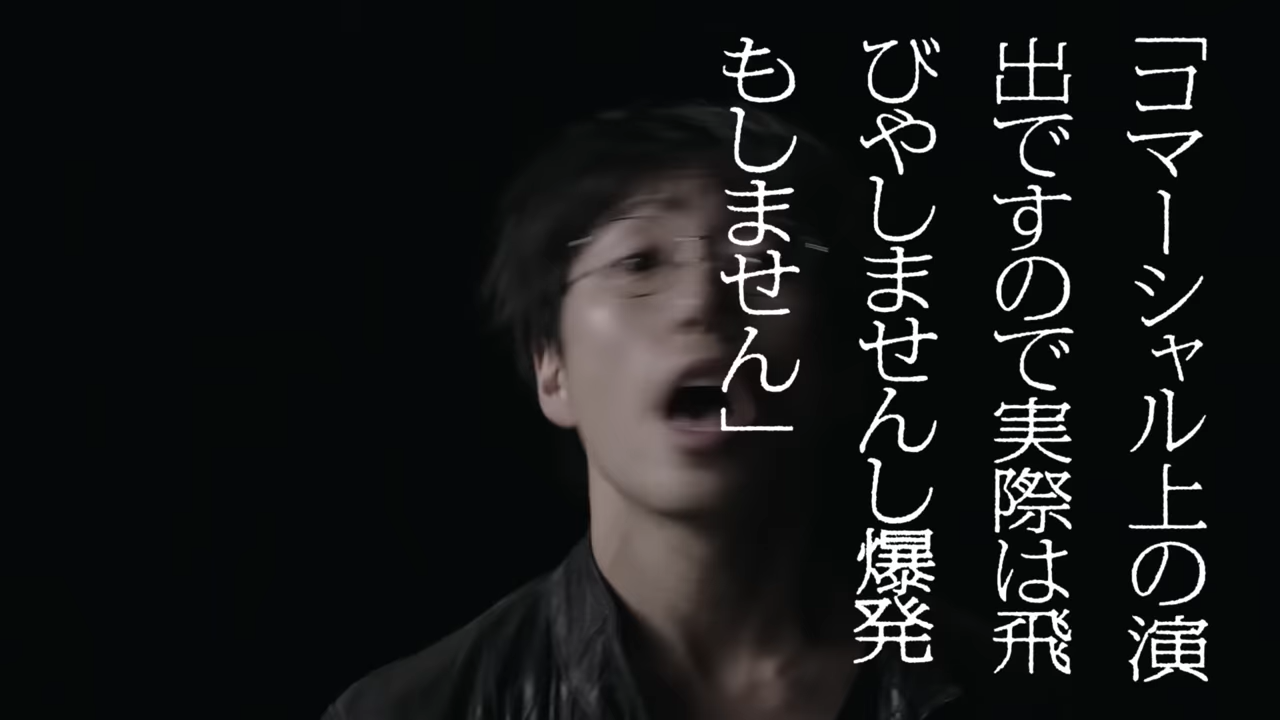 「コマーシャル上の演
出ですので実際は飛
びやしませんし爆発
もしません」